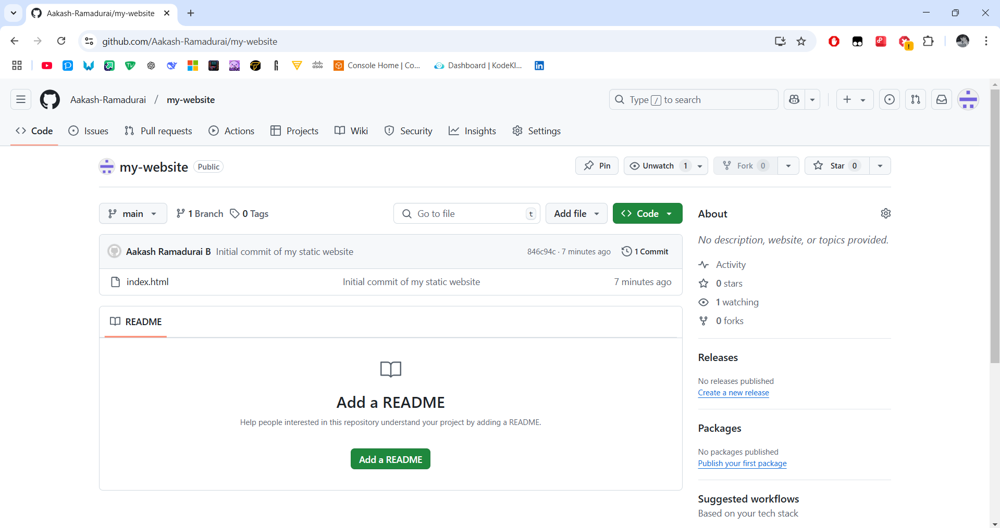 Aakash-Ramadurai/my-website
github.com/Aakash-Ramadurai/my-website
cisco
Console Home | Co...
Dashboard | KodeKl...
Aakash-Ramadurai / my-website
Type / to search
Code
Issues
Pull requests
Actions
Projects
Wiki
Security
Insights
Settings
my-website Public
Pin
Unwatch 1
Fork 0
Star 0
main
1 Branch
0 Tags
Go to file t
Add file
Code
About
No description, website, or topics provided.
Aakash Ramadurai B Initial commit of my static website 846c94c · 7 minutes ago 1 Commit
index.html Initial commit of my static website 7 minutes ago
Activity
0 stars
1 watching
0 forks
README
Add a README
Help people interested in this repository understand your project by adding a README.
Add a README
Releases
No releases published
Create a new release
Packages
No packages published
Publish your first package
Suggested workflows
Based on your tech stack